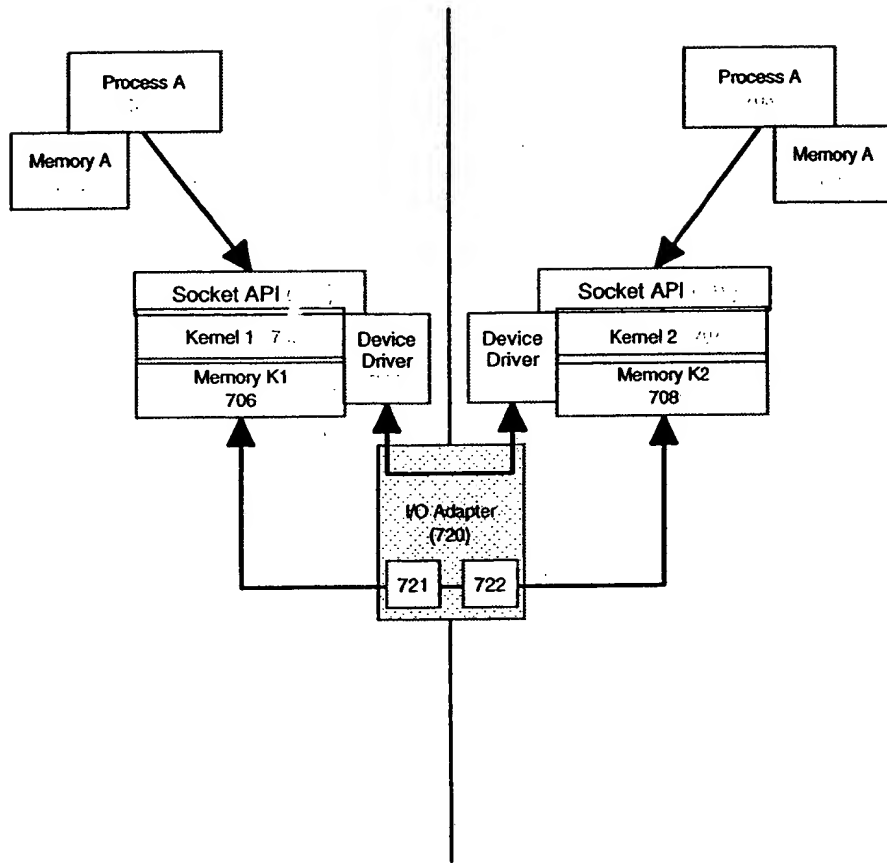 Process A
Memory A
Socket API
Kernel 1
Memory K1
706
Device
Driver
Process A
Memory A
Socket API
Kernel 2
Memory K2
708
Device
Driver
I/O Adapter
(720)
721
722